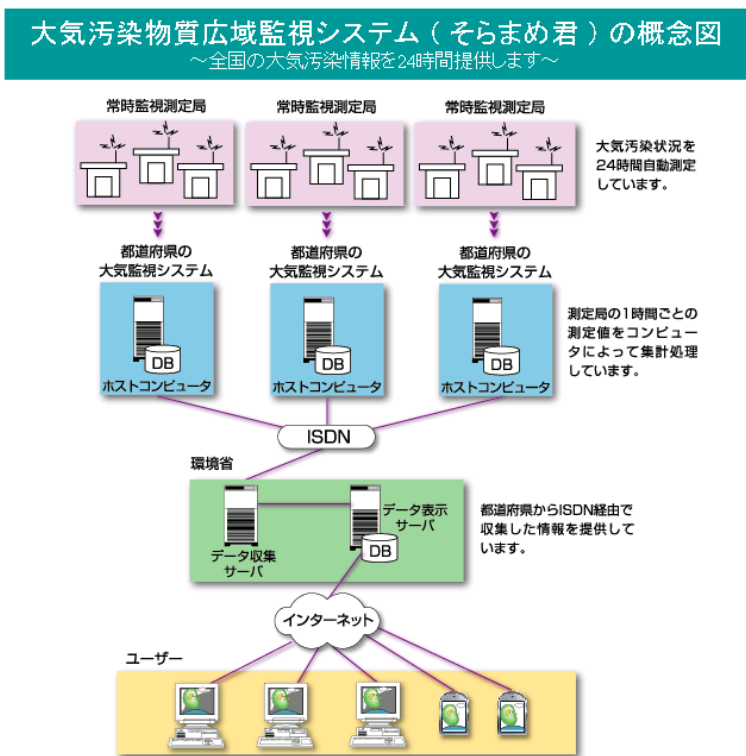 大気汚染物質広域監視システム ( そらまめ君 ) の概念図
～全国の大気汚染情報を24時間提供します～
常時監視測定局
常時監視測定局
常時監視測定局
大気汚染状況を
24時間自動測定
しています。
都道府県の
大気監視システム
都道府県の
大気監視システム
都道府県の
大気監視システム
DB
ホストコンピュータ
DB
ホストコンピュータ
DB
ホストコンピュータ
測定局の1時間ごとの
測定値をコンピュー
タによって集計処理
しています。
ISDN
環境省
データ収集
サーバ
データ表示
サーバ
DB
都道府県からISDN経由で
収集した情報を提供して
います。
インターネット
ユーザー